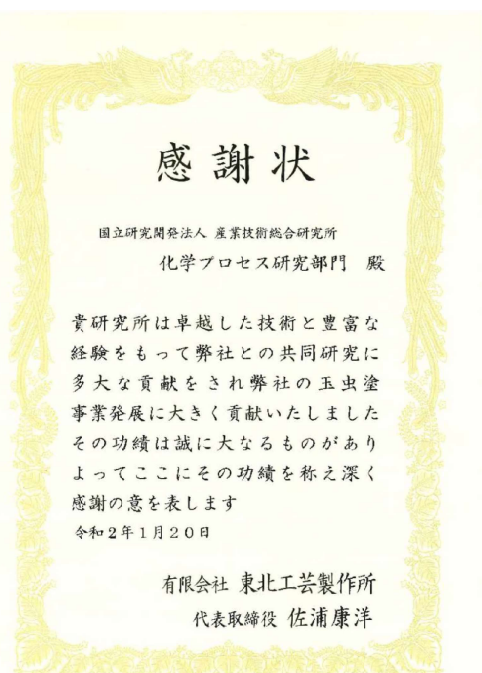 感謝状
国立研究開発法人 産業技術総合研究所
化学プロセス研究部門 殿
貴研究所は卓越した技術と豊富な
経験をもって弊社との共同研究に
多大な貢献をされ弊社の玉虫塗
事業発展に大きく貢献いたしました
その功績は誠に大なるものがあり
よってここにその功績を称え深く
感謝の意を表します
令和2年1月20日
有限会社 東北工芸製作所
代表取締役 佐浦康洋